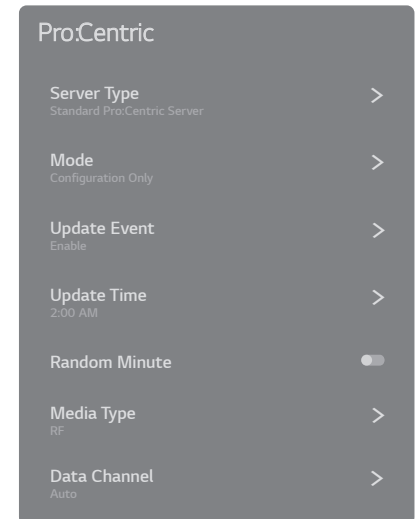 Pro:Centric
Server Type
Standard Pro:Centric Server
Mode
Configuration Only
Update Event
Enable
Update Time
2:00 AM
Random Minute
Media Type
RF
Data Channel
Auto